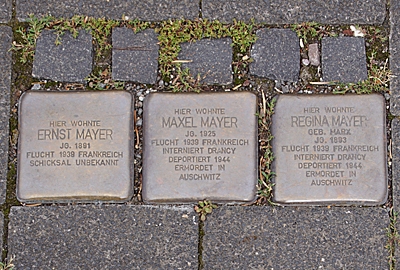 HIER WOHNTE
ERNST MAYER
JG. 1881
FLUCHT 1939 FRANKREICH
SCHICKSAL UNBEKANNT
HIER WOHNTE
MAXEL MAYER
JG. 1925
FLUCHT 1939 FRANKREICH
INTERNIERT DRANCY
DEPORTIERT 1944
ERMORDET IN
AUSCHWITZ
HIER WOHNTE
REGINA MAYER
GEB. MARX
JG. 1893
FLUCHT 1939 FRANKREICH
INTERNIERT DRANCY
DEPORTIERT 1944
ERMORDET IN
AUSCHWITZ